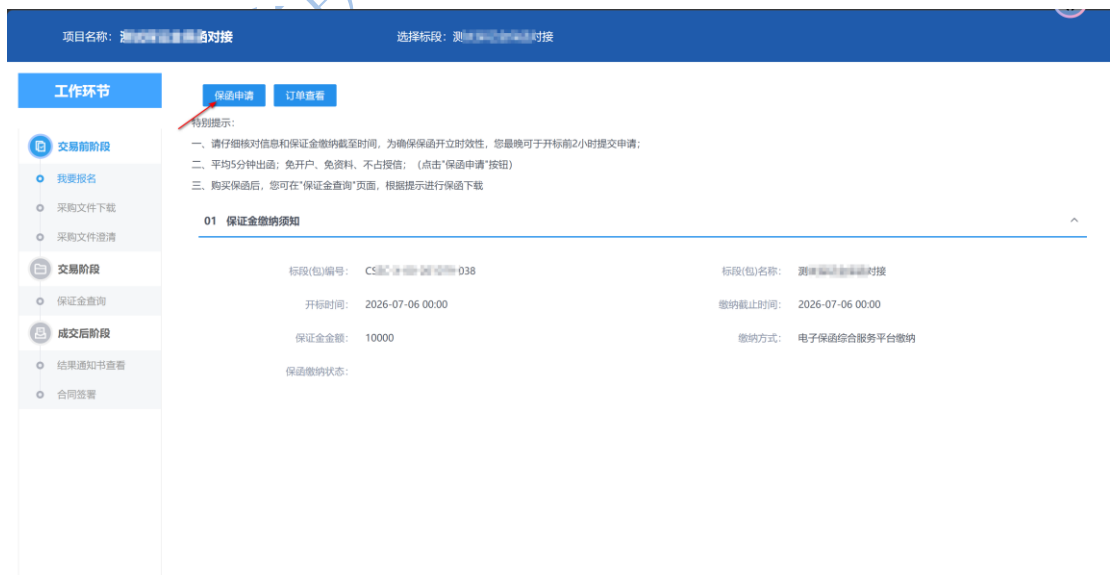 项目名称： 函对接
选择标段：测 对接
工作环节
保函申请 订单查看
特别提示：
一、请仔细核对信息和保证金缴纳截至时间，为确保保函开立时效性，您最晚可于开标前2小时提交申请；
二、平均5分钟出函；免开户、免资料、不占授信；（点击"保函申请"按钮）
三、购买保函后，您可在"保证金查询"页面，根据提示进行保函下载
交易前阶段
我要报名
采购文件下载
采购文件澄清
交易阶段
保证金查询
成交后阶段
结果通知书查看
合同签署
01 保证金缴纳须知
标段(包)编号： 038
标段(包)名称： 测 对接
开标时间： 2026-07-06 00:00
缴纳截止时间： 2026-07-06 00:00
保证金金额： 10000
缴纳方式： 电子保函综合服务平台缴纳
保函缴纳状态：